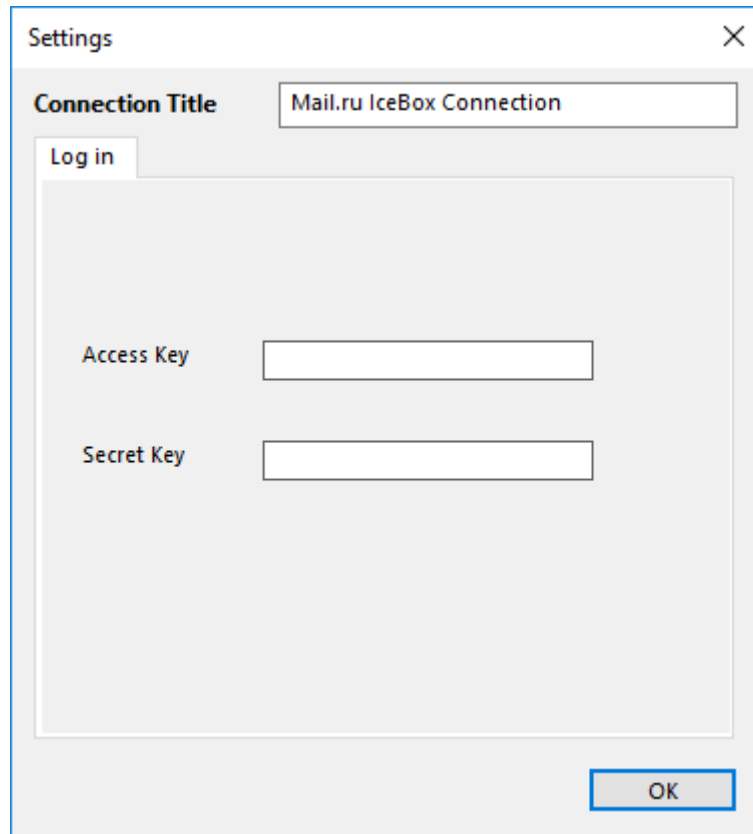 Settings
Connection Title
Mail.ru IceBox Connection
Log in
Access Key
Secret Key
OK